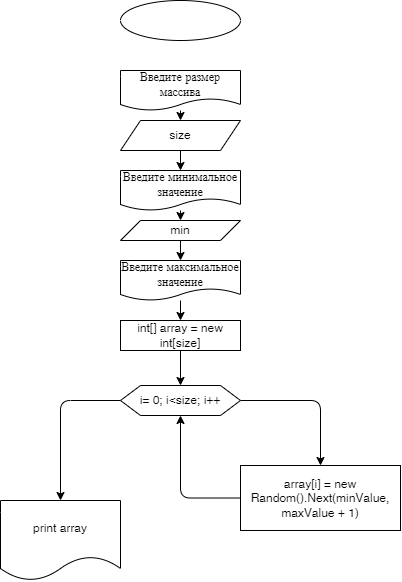 Введите размер
массива
size
Введите минимальное
значение
min
Введите максимальное
значение
int[] array = new
int[size]
i= 0; i<size; i++
array[i] = new
Random().Next(minValue,
maxValue + 1)
print array